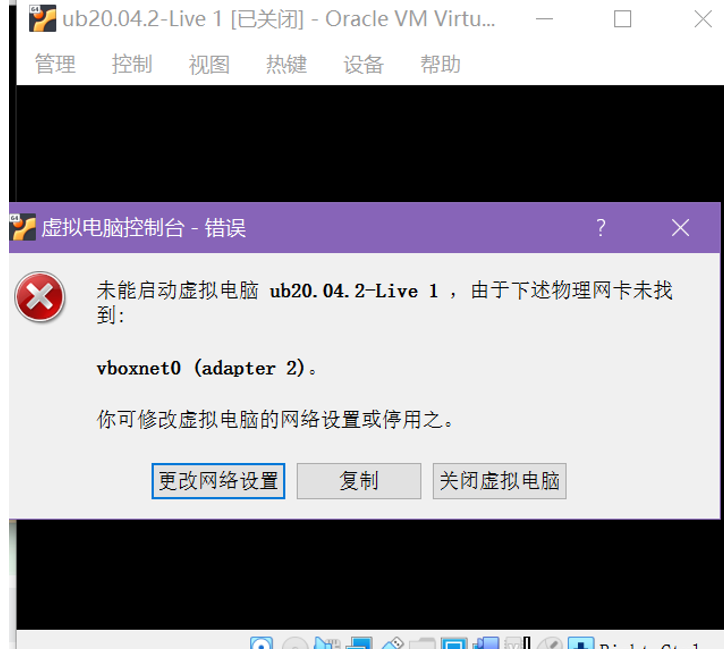 ub20.04.2-Live 1 [已关闭] - Oracle VM Virtu...
管理 控制 视图 热键 设备 帮助
虚拟电脑控制台 - 错误
未能启动虚拟电脑 ub20.04.2-Live 1 ，由于下述物理网卡未找
到：
vboxnet0 (adapter 2)。
你可修改虚拟电脑的网络设置或停用之。
更改网络设置 复制 关闭虚拟电脑